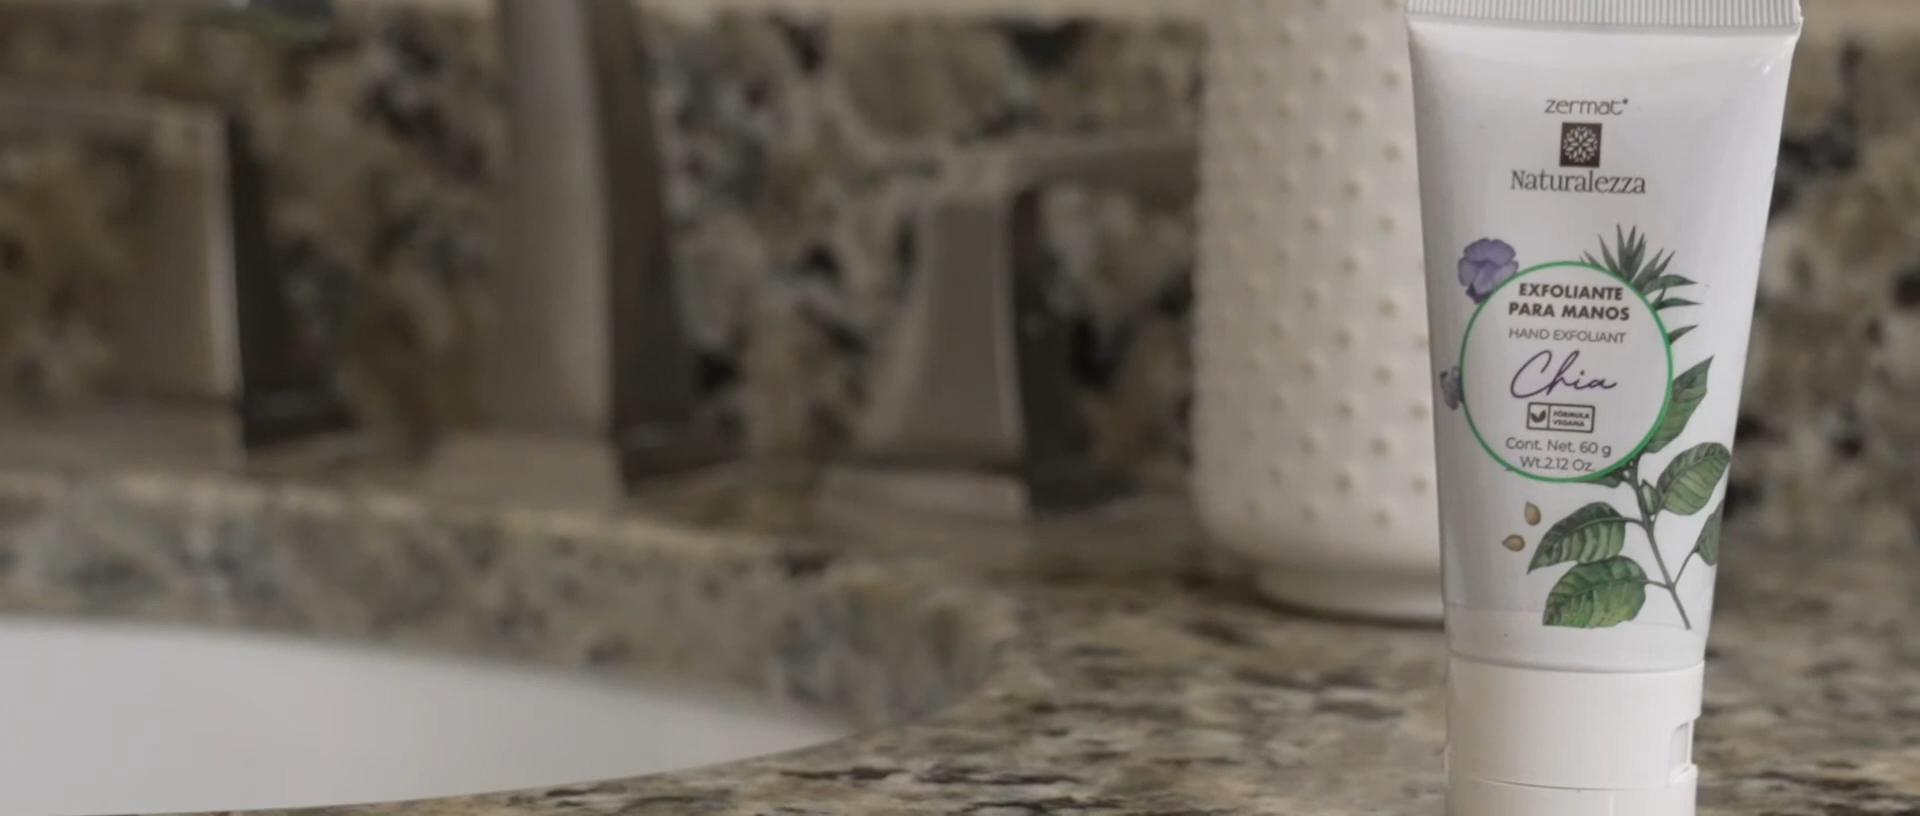 zermat
Naturalezza
EXFOLIANTE
PARA MANOS
HAND EXFOLIANT
Chia
FÓRMULA
VEGANA
Cont. Net. 60 g
Wt.2.12 Oz.